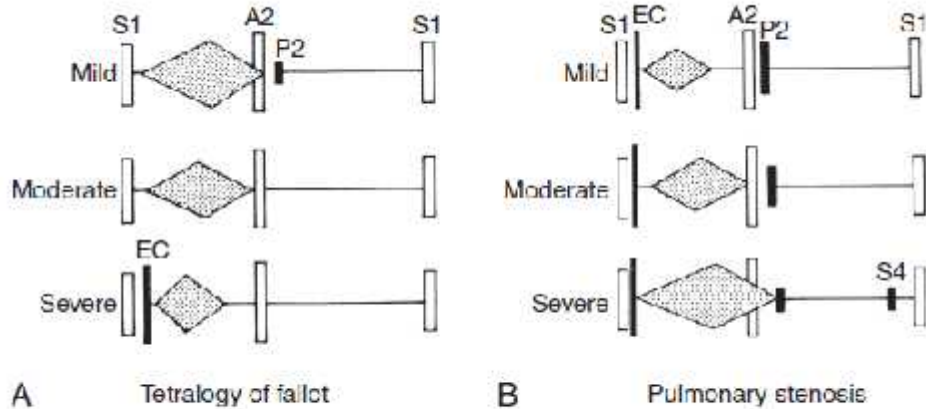 S1 A2 P2 S1
Mild
Moderate
EC
Severe
A Tetralogy of fallot
S1 EC A2 P2 S1
Mild
Moderate
S4
Severe
B Pulmonary stenosis